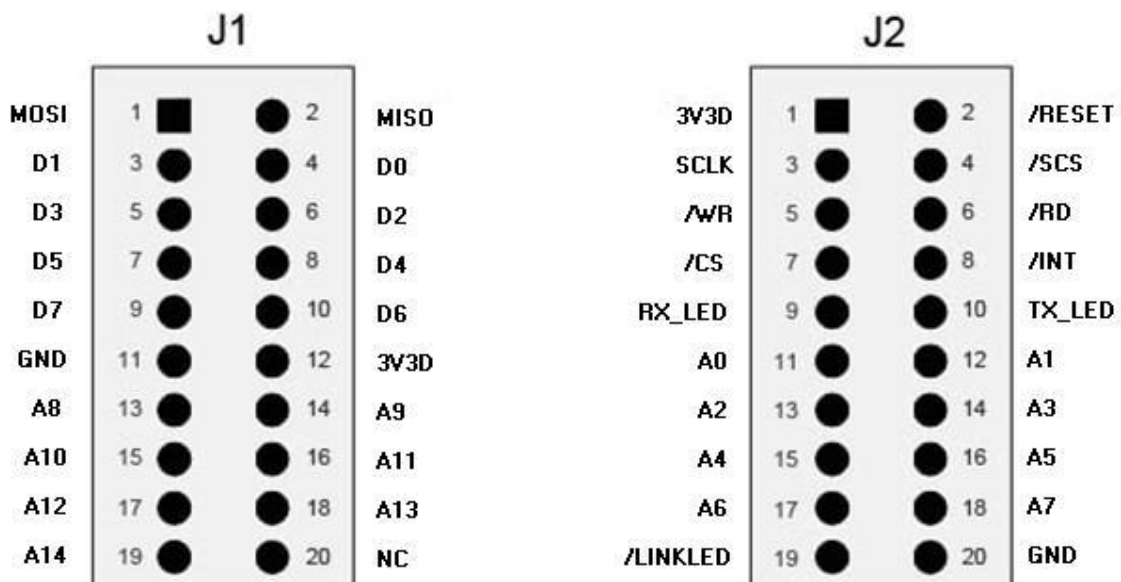 J1 J2
MOSI 1 2 MISO 3V3D 1 2 /RESET
D1 3 4 D0 SCLK 3 4 /SCS
D3 5 6 D2 /WR 5 6 /RD
D5 7 8 D4 /CS 7 8 /INT
D7 9 10 D6 RX_LED 9 10 TX_LED
GND 11 12 3V3D A0 11 12 A1
A8 13 14 A9 A2 13 14 A3
A10 15 16 A11 A4 15 16 A5
A12 17 18 A13 A6 17 18 A7
A14 19 20 NC /LINKLED 19 20 GND